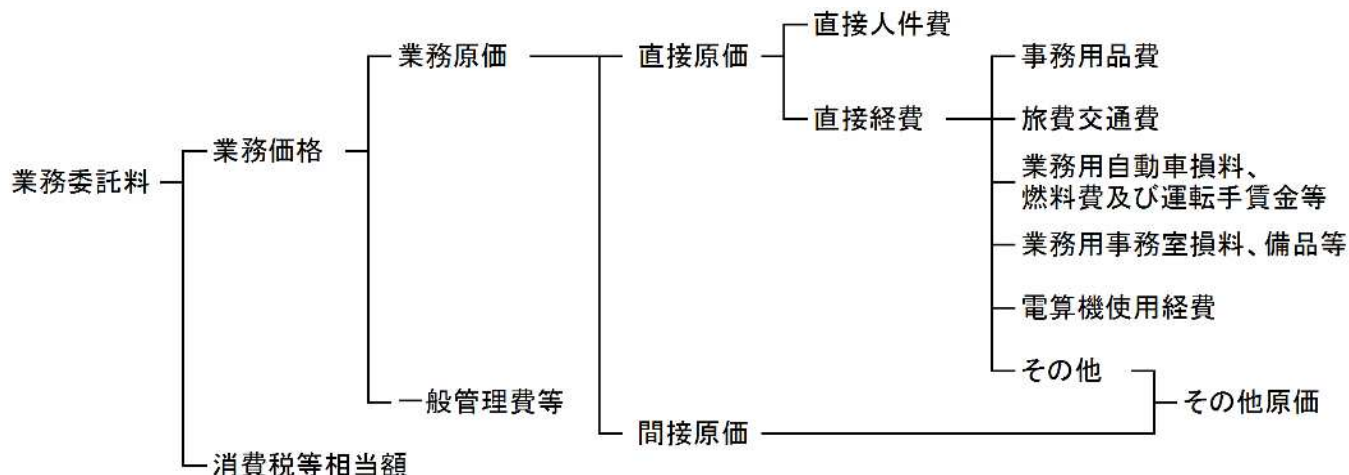 直接人件費
業務原価
直接原価
事務用品費
直接経費
旅費交通費
業務価格
業務用自動車損料、
燃料費及び運転手賃金等
業務委託料
業務用事務室損料、備品等
電算機使用経費
その他
一般管理費等
その他原価
間接原価
消費税等相当額